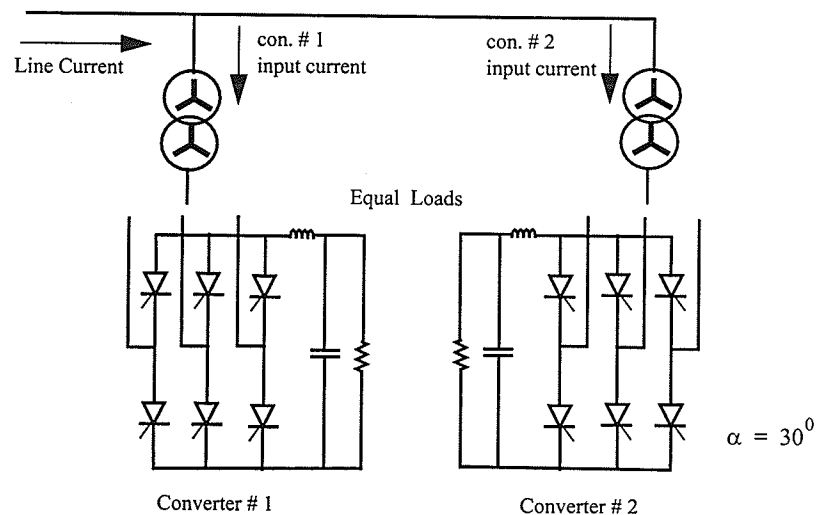 Line Current
con. # 1
input current
con. # 2
input current
Equal Loads
α = 30⁰
Converter # 1
Converter # 2